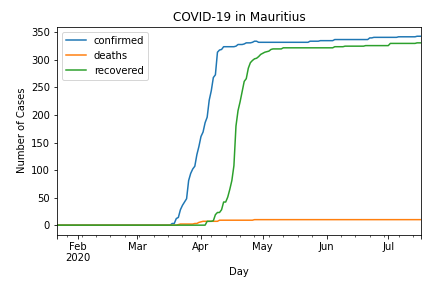 COVID-19 in Mauritius
350
300
250
200
150
100
50
0
Number of Cases
confirmed
deaths
recovered
Feb
2020
Mar
Apr
May
Jun
Jul
Day